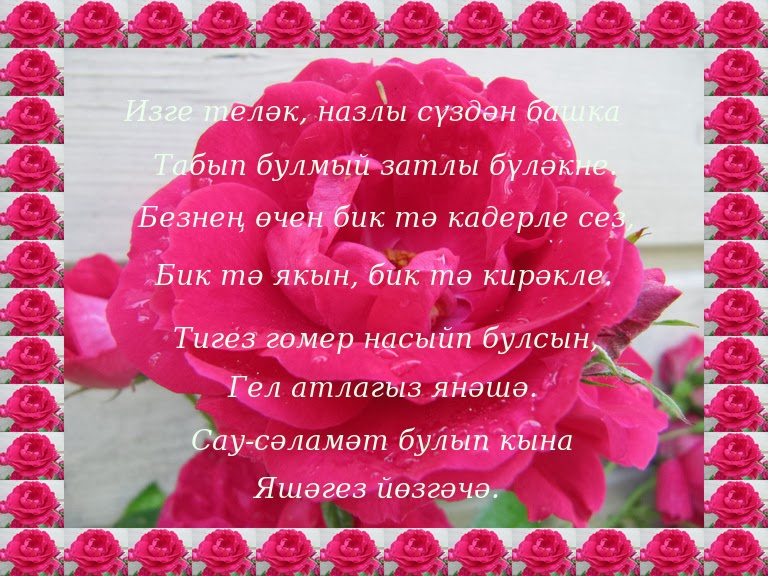 Изге теләк, назлы сүздән башка
Табып булмый затлы бүләкне.
Безнең өчен бик тә кадерле сез,
Бик тә якын, бик тә кирәкле.
Тигез гомер насыйп булсын,
Гел атлагыз янәшә.
Сау-сәламәт булып кына
Яшәгез йөзгәчә.